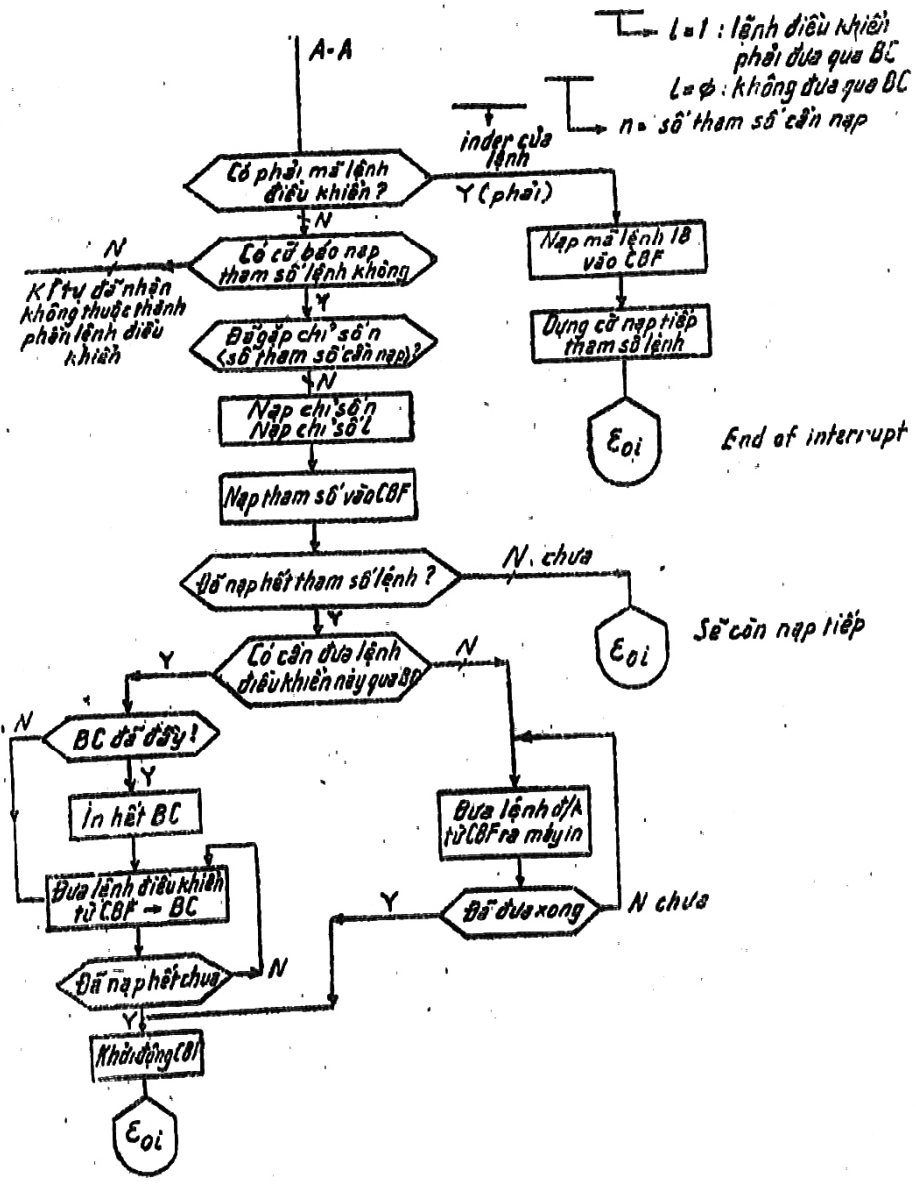 A-A
l=1 : lệnh điều khiển
phải đưa qua BC
l=ϕ : không đưa qua BC
n= số tham số cần nạp
inder của
lệnh
Có phải mã lệnh
điều khiển ?
Y (phải)
N
Nạp mã lệnh IB
vào CBF
Dựng cờ nạp tiếp
tham số lệnh
Eoi
End of interrupt
Có cờ báo nạp
tham số lệnh không
N
Kí tự đã nhận
không thuộc thành
phần lệnh điều
khiển
Y
Đã gặp chỉ số n
(số tham số cần nạp)?
N
Nạp chỉ số n
Nạp chỉ số l
Nạp tham số vào CBF
Đã nạp hết tham số lệnh ?
N. chưa
Eoi
Sẽ còn nạp tiếp
Y
Có cần đưa lệnh
điều khiển này qua BC
Y
N
N
BC đã đầy !
Y
In hết BC
Đưa lệnh điều khiển
từ CBF → BC
Đã nạp hết chưa
N
Y
Đưa lệnh đ/k
từ CBF ra máy in
Đã đưa xong
N chưa
Y
Khởi động CBF
Eoi